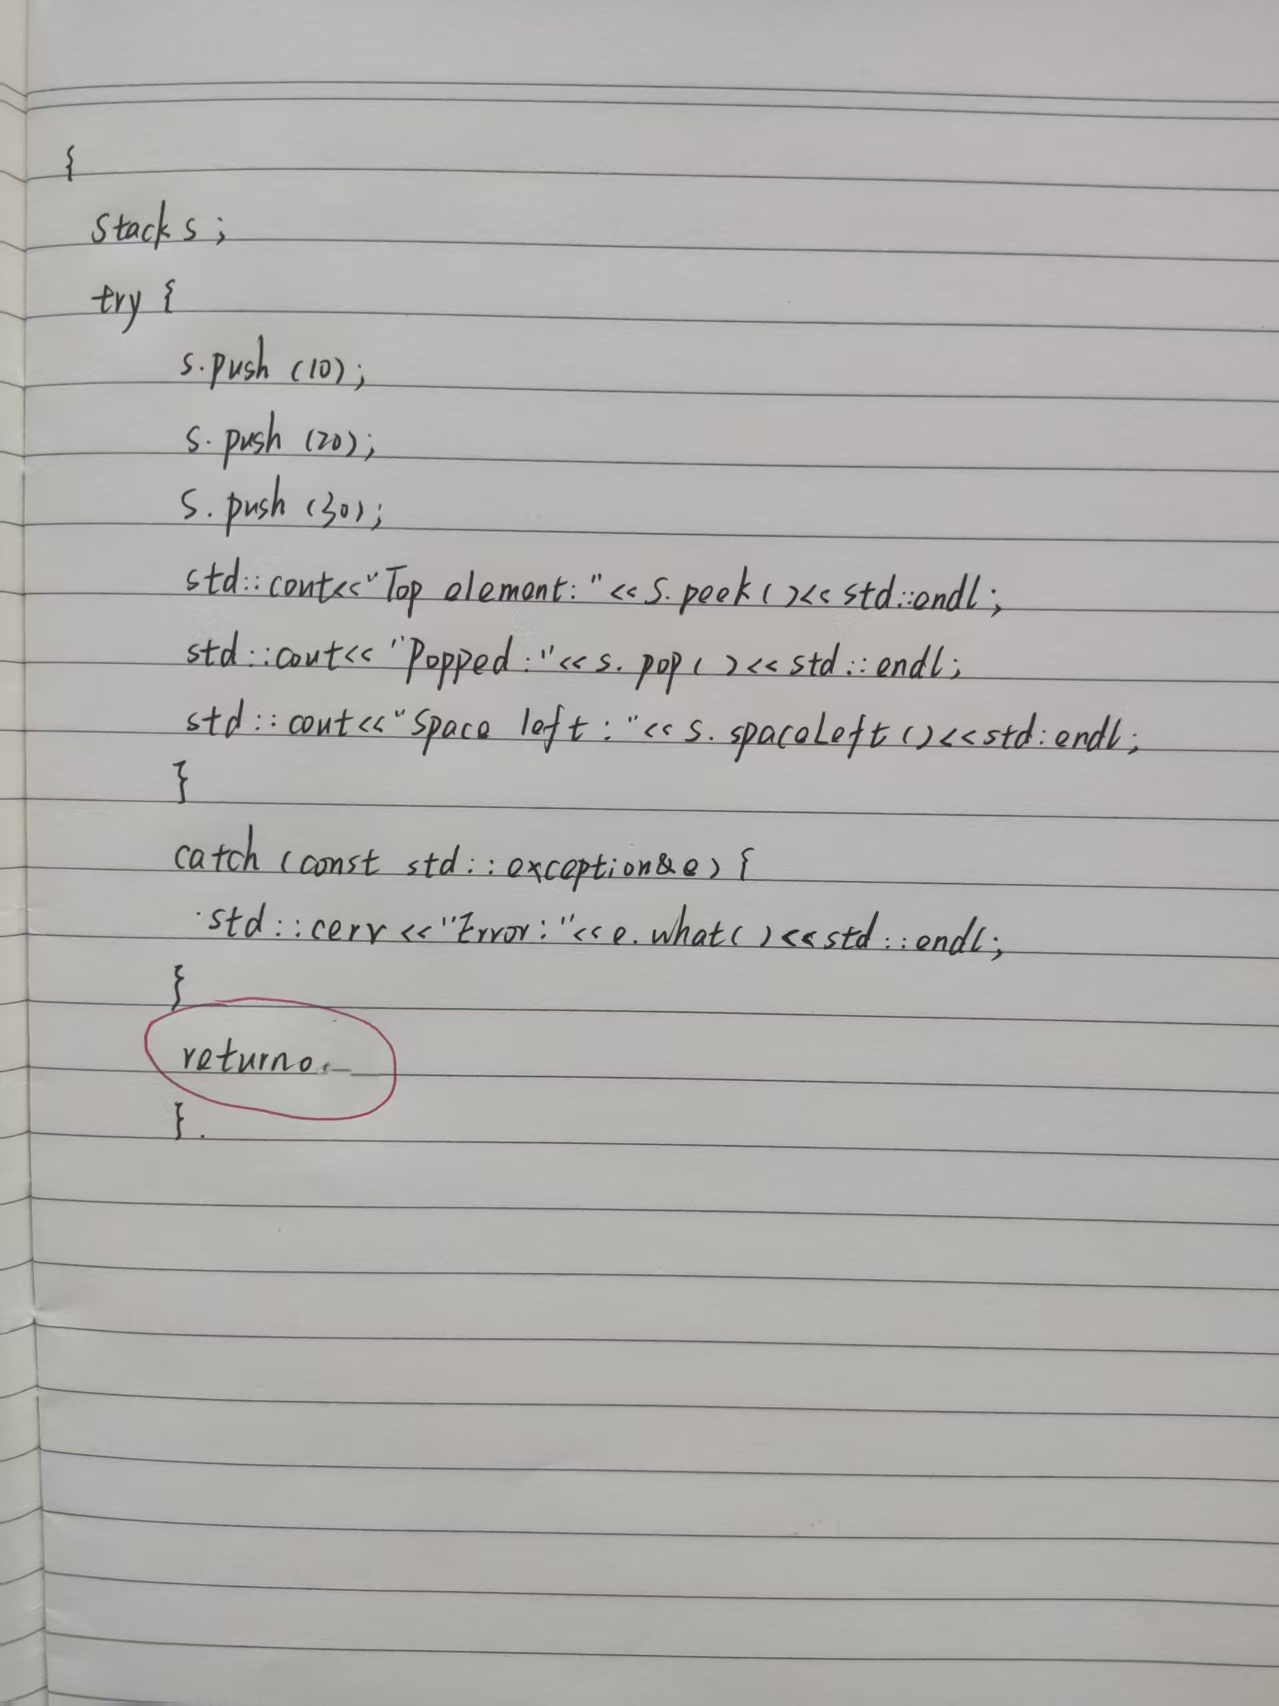 {
Stack s;
try {
s.push (10);
s.push (20);
s.push (30);
std::cout<<"Top element: "<<s.peek()<<std::endl;
std::cout<< "Popped:"<<s.pop()<<std::endl;
std::cout<<"Space left: "<<s.spaceLeft()<<std:endl;
}
catch (const std::exception&e) {
std::cerr <<"Error:"<<e.what()<<std::endl;
}
return0
}.